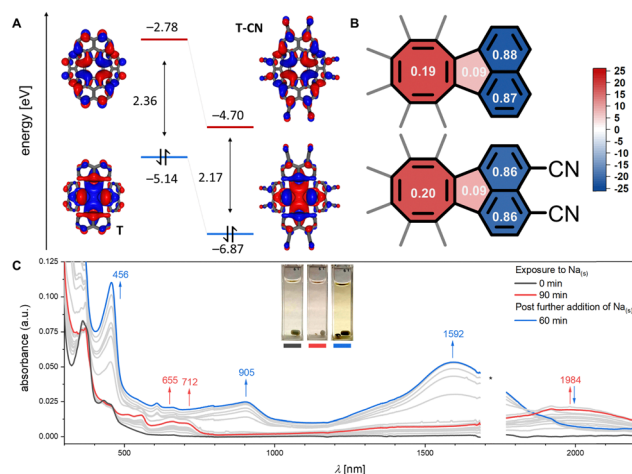 A
energy [eV]
−2.78
T-CN
2.36
−4.70
−5.14
2.17
T
−6.87
B
0.88
0.19
0.09
0.87
0.86
CN
0.20
0.09
0.86
CN
25
20
15
10
5
0
-5
-10
-15
-20
-25
C
absorbance (a.u.)
0.125
0.100
0.075
0.050
0.025
0.000
456
655
712
905
1592
*
1984
Exposure to Na(s)
0 min
90 min
Post further addition of Na(s)
60 min
500
1000
1500
2000
λ [nm]